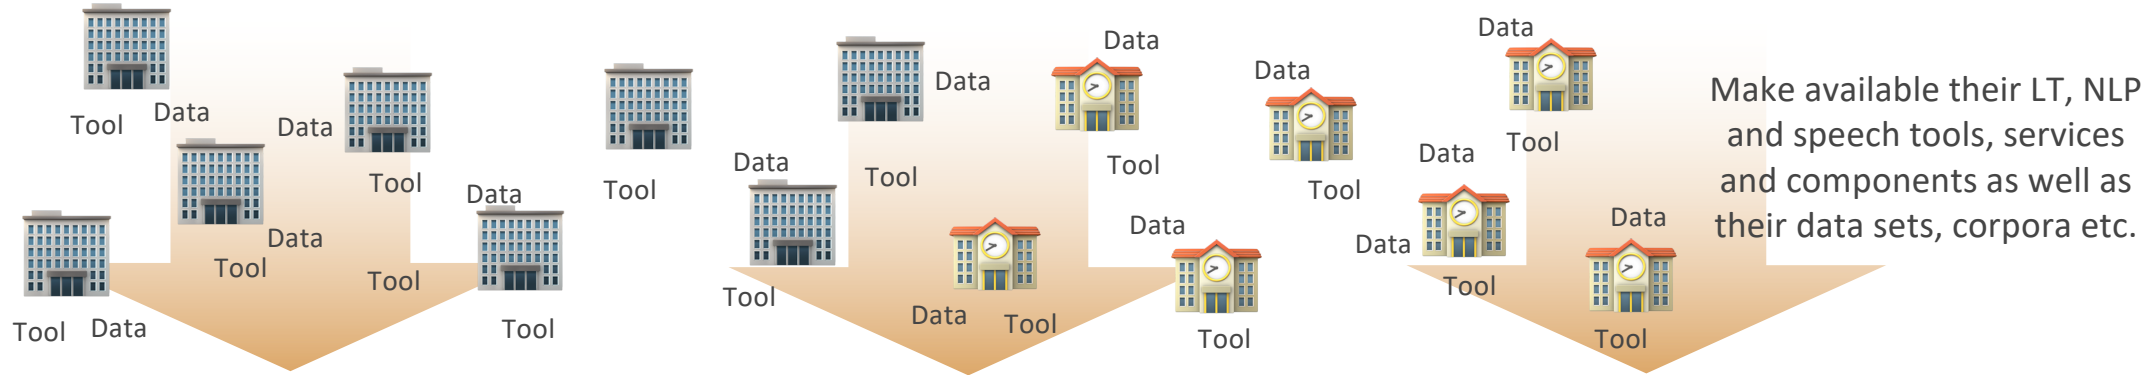 Tool
Data
Data
Tool
Data
Tool
Tool
Data
Tool
Data
Tool
Tool
Data
Tool
Data
Tool
Data
Tool
Data
Tool
Data
Tool
Data
Tool
Data
Tool
Data
Tool
Data
Data
Tool
Data
Tool
Make available their LT, NLP
and speech tools, services
and components as well as
their data sets, corpora etc.